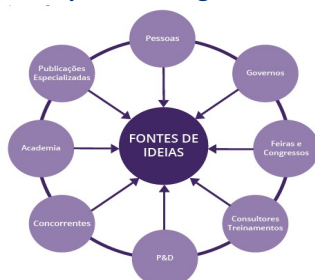 Pessoas
Publicações
Especializadas
Governos
FONTES DE
IDEIAS
Academia
Feiras e
Congressos
Concorrentes
Consultores
Treinamentos
P&D